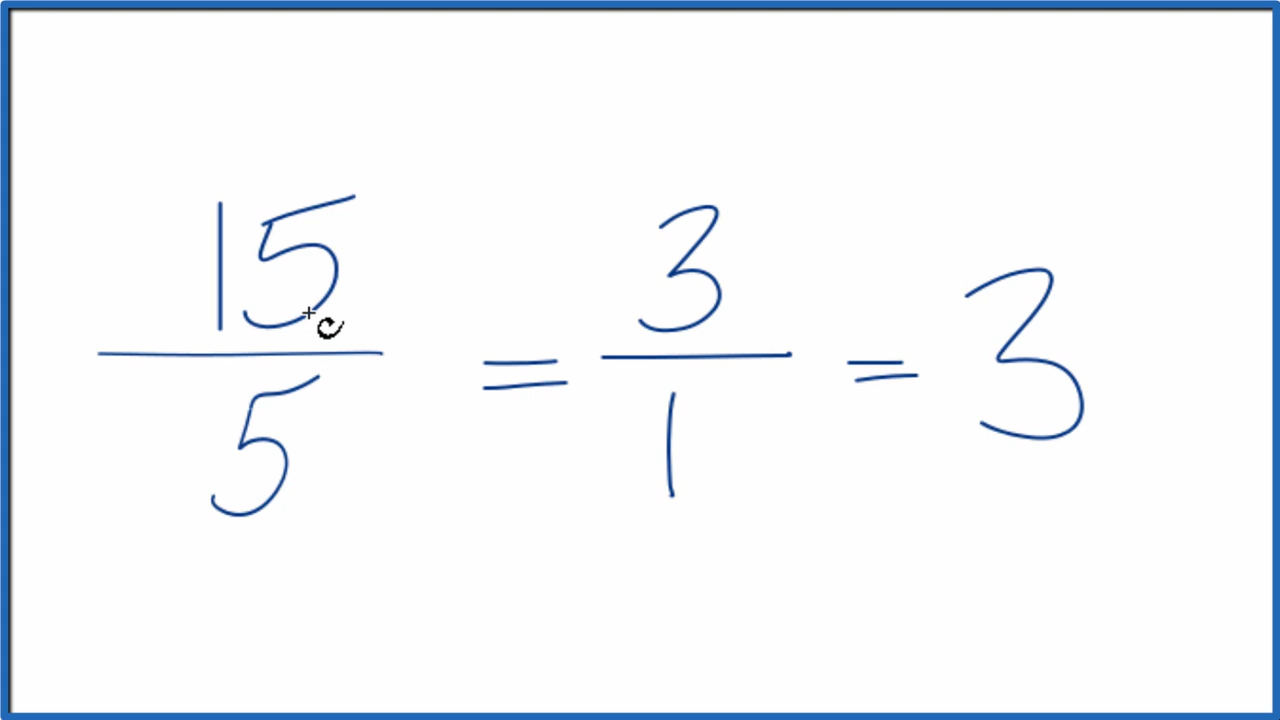 15/5 = 3/1 = 3